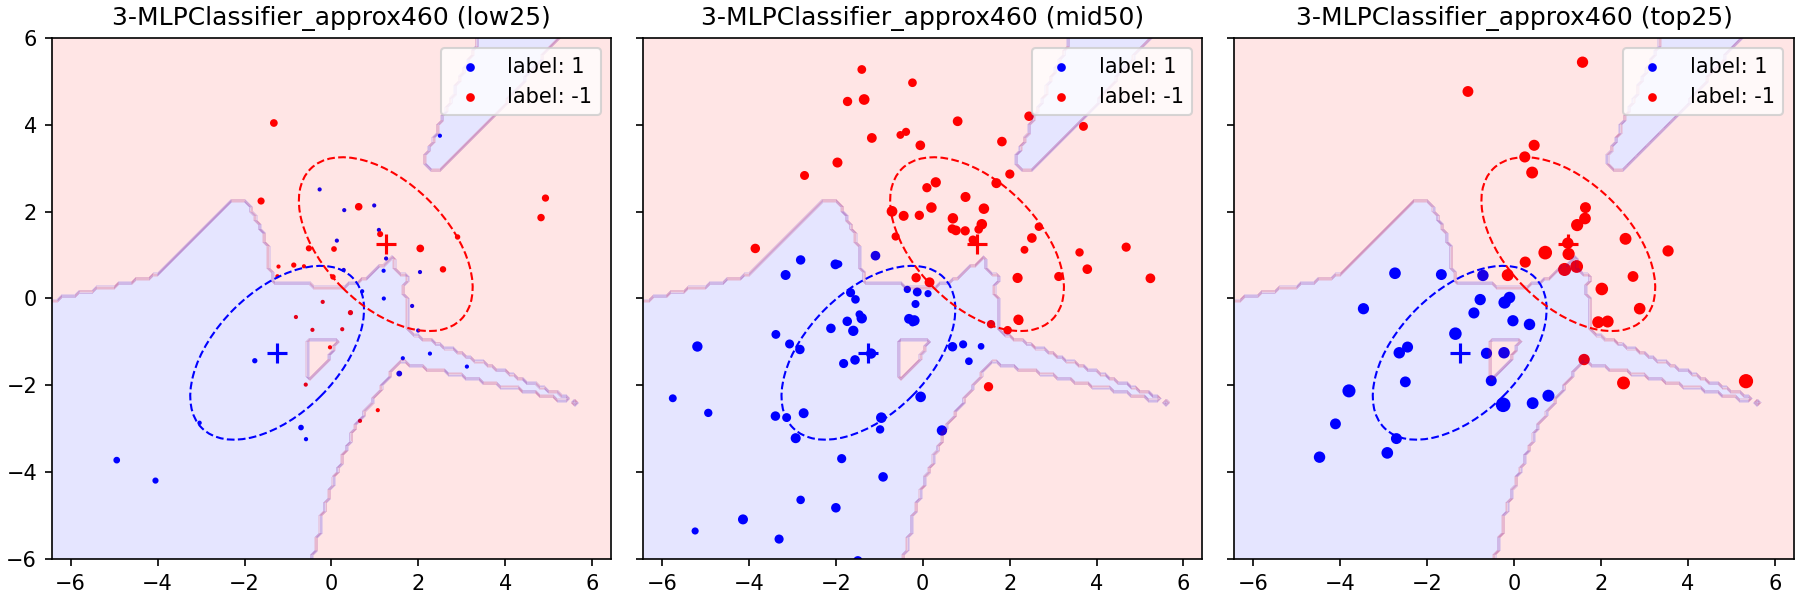 3-MLPClassifier_approx460 (low25)
3-MLPClassifier_approx460 (mid50)
3-MLPClassifier_approx460 (top25)
label: 1
label: -1
label: 1
label: -1
label: 1
label: -1
6
4
2
0
−2
−4
−6
−6 −4 −2 0 2 4 6
−6 −4 −2 0 2 4 6
−6 −4 −2 0 2 4 6